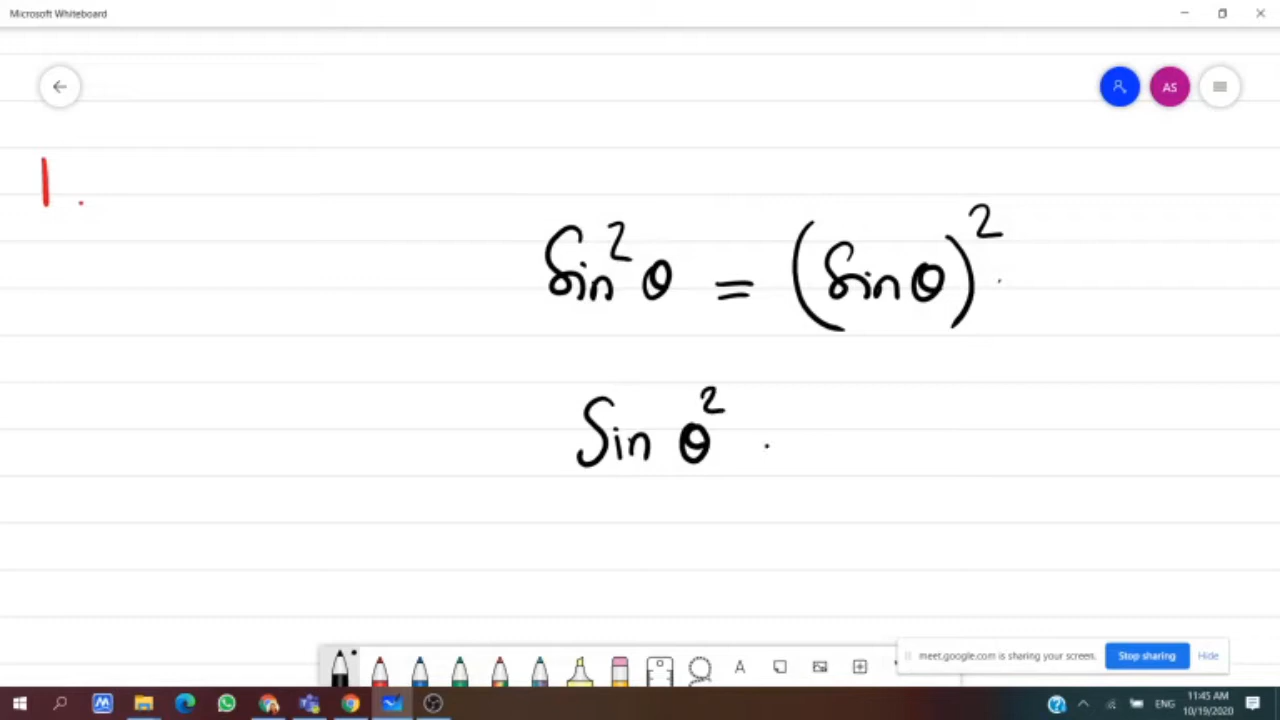 Microsoft Whiteboard
AS
1.
Sin²θ = (Sinθ)².
Sin θ² .
A
meet.google.com is sharing your screen.
Stop sharing
Hide
ENG
11:45 AM
10/19/2020